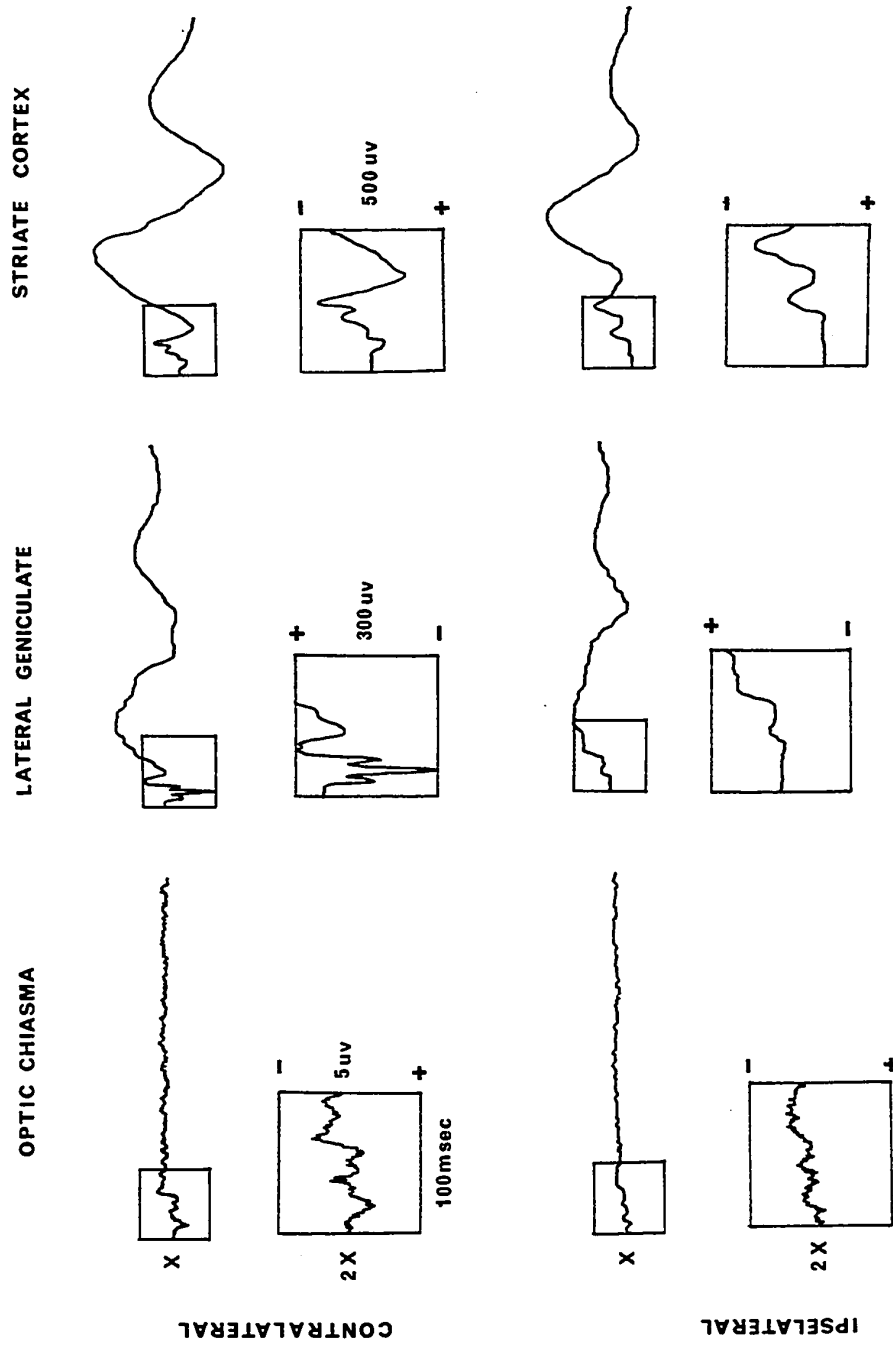 OPTIC CHIASMA
LATERAL GENICULATE
STRIATE CORTEX
CONTRALATERAL
X
2X
−
5uv
+
100msec
+
300uv
−
−
500uv
+
IPSELATERAL
X
2X
−
+
+
−
−
+